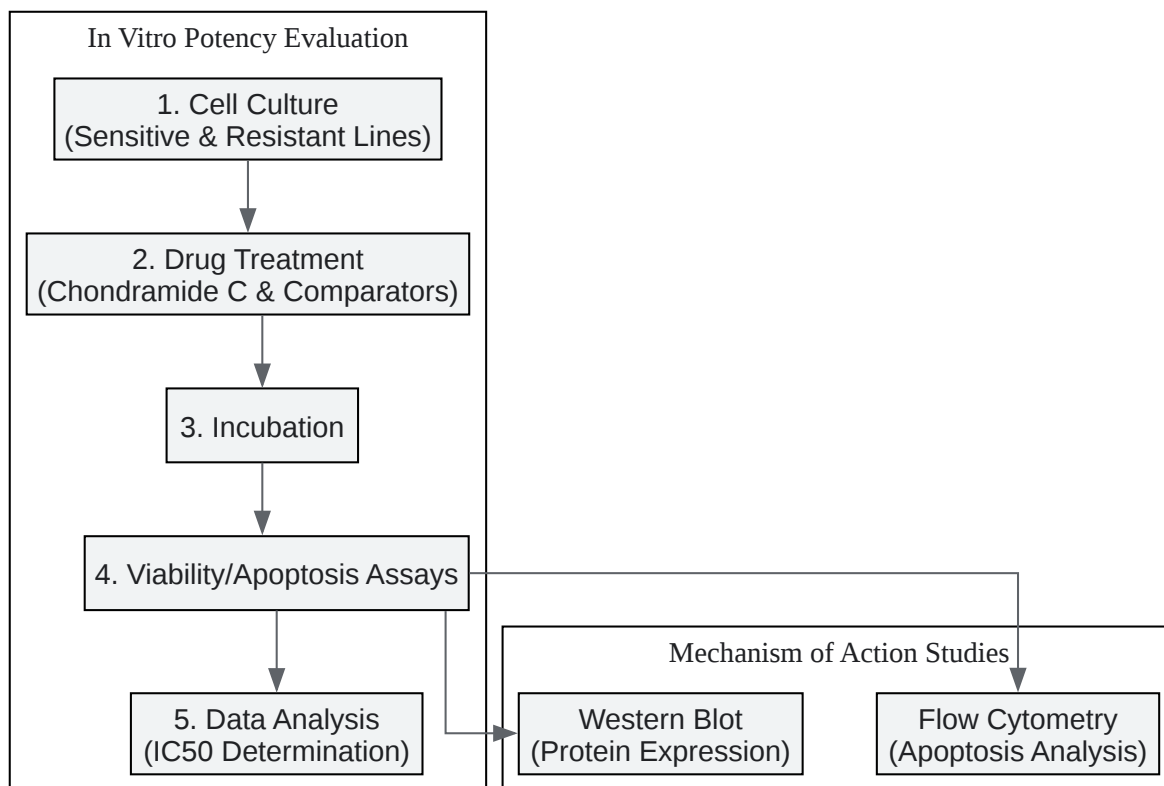 In Vitro Potency Evaluation
1. Cell Culture
(Sensitive & Resistant Lines)
2. Drug Treatment
(Chondramide C & Comparators)
3. Incubation
4. Viability/Apoptosis Assays
5. Data Analysis
(IC50 Determination)
Mechanism of Action Studies
Western Blot
(Protein Expression)
Flow Cytometry
(Apoptosis Analysis)